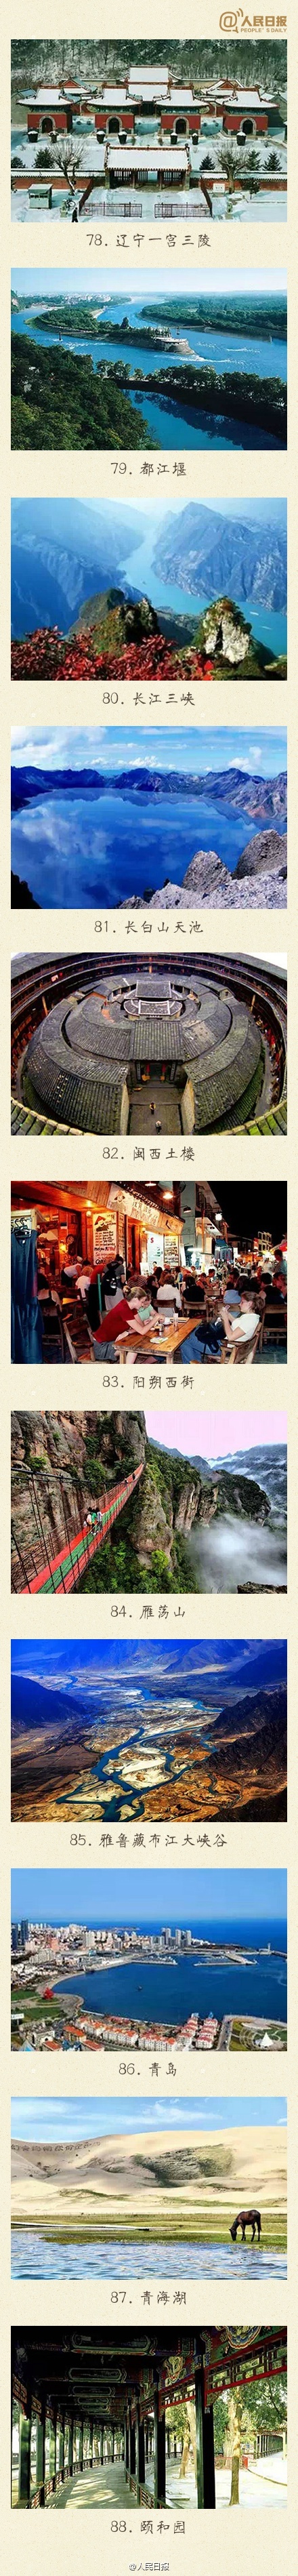 @人民日报
PEOPLE'S DAILY
78. 辽宁一宫三陵
79. 都江堰
80. 长江三峡
81. 长白山天池
82. 闽西土楼
83. 阳朔西街
84. 雁荡山
85. 雅鲁藏布江大峡谷
86. 青岛
87. 青海湖
88. 颐和园
@人民日报